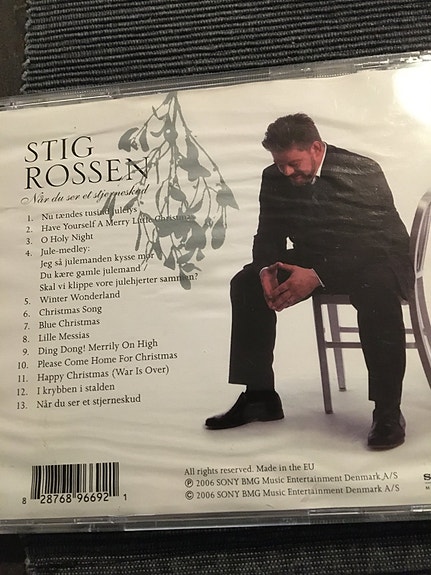 STIG
ROSSEN
Når du ser et stjerneskud
1. Nu tændes tusind julelys
2. Have Yourself A Merry Little Christmas
3. O Holy Night
4. Jule-medley:
Jeg så julemanden kysse mor
Du kære gamle julemand
Skal vi klippe vore julehjerter sammen?
5. Winter Wonderland
6. Christmas Song
7. Blue Christmas
8. Lille Messias
9. Ding Dong! Merrily On High
10. Please Come Home For Christmas
11. Happy Christmas (War Is Over)
12. I krybben i stalden
13. Når du ser et stjerneskud
All rights reserved. Made in the EU
℗ 2006 SONY BMG Music Entertainment Denmark A/S
© 2006 SONY BMG Music Entertainment Denmark A/S
8 28768 96692 1